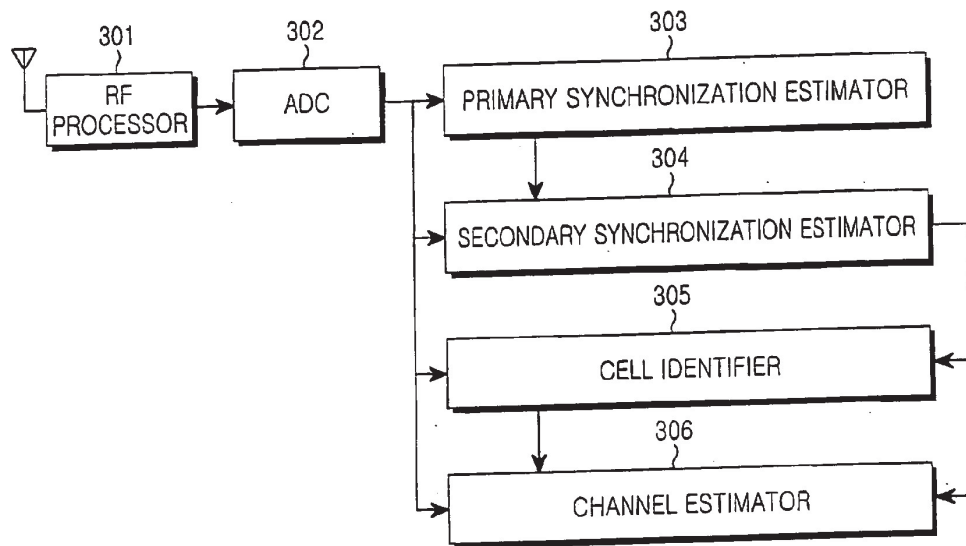 301
RF
PROCESSOR
302
ADC
303
PRIMARY SYNCHRONIZATION ESTIMATOR
304
SECONDARY SYNCHRONIZATION ESTIMATOR
305
CELL IDENTIFIER
306
CHANNEL ESTIMATOR